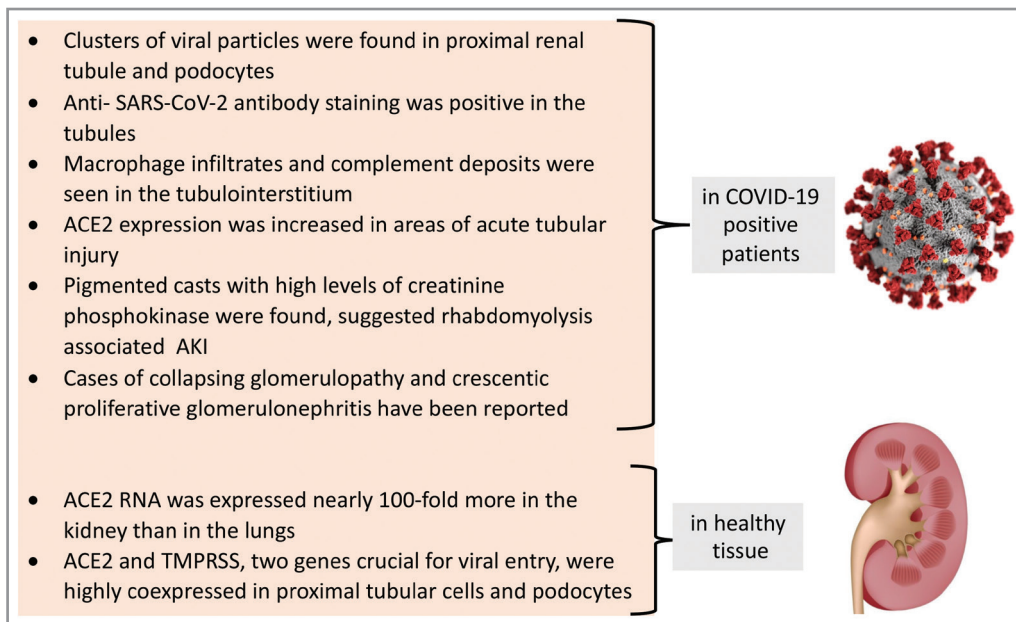 • Clusters of viral particles were found in proximal renal
tubule and podocytes
• Anti- SARS-CoV-2 antibody staining was positive in the
tubules
• Macrophage infiltrates and complement deposits were
seen in the tubulointerstitium
• ACE2 expression was increased in areas of acute tubular
injury
• Pigmented casts with high levels of creatinine
phosphokinase were found, suggested rhabdomyolysis
associated AKI
• Cases of collapsing glomerulopathy and crescentic
proliferative glomerulonephritis have been reported
in COVID-19
positive
patients
• ACE2 RNA was expressed nearly 100-fold more in the
kidney than in the lungs
• ACE2 and TMPRSS, two genes crucial for viral entry, were
highly coexpressed in proximal tubular cells and podocytes
in healthy
tissue